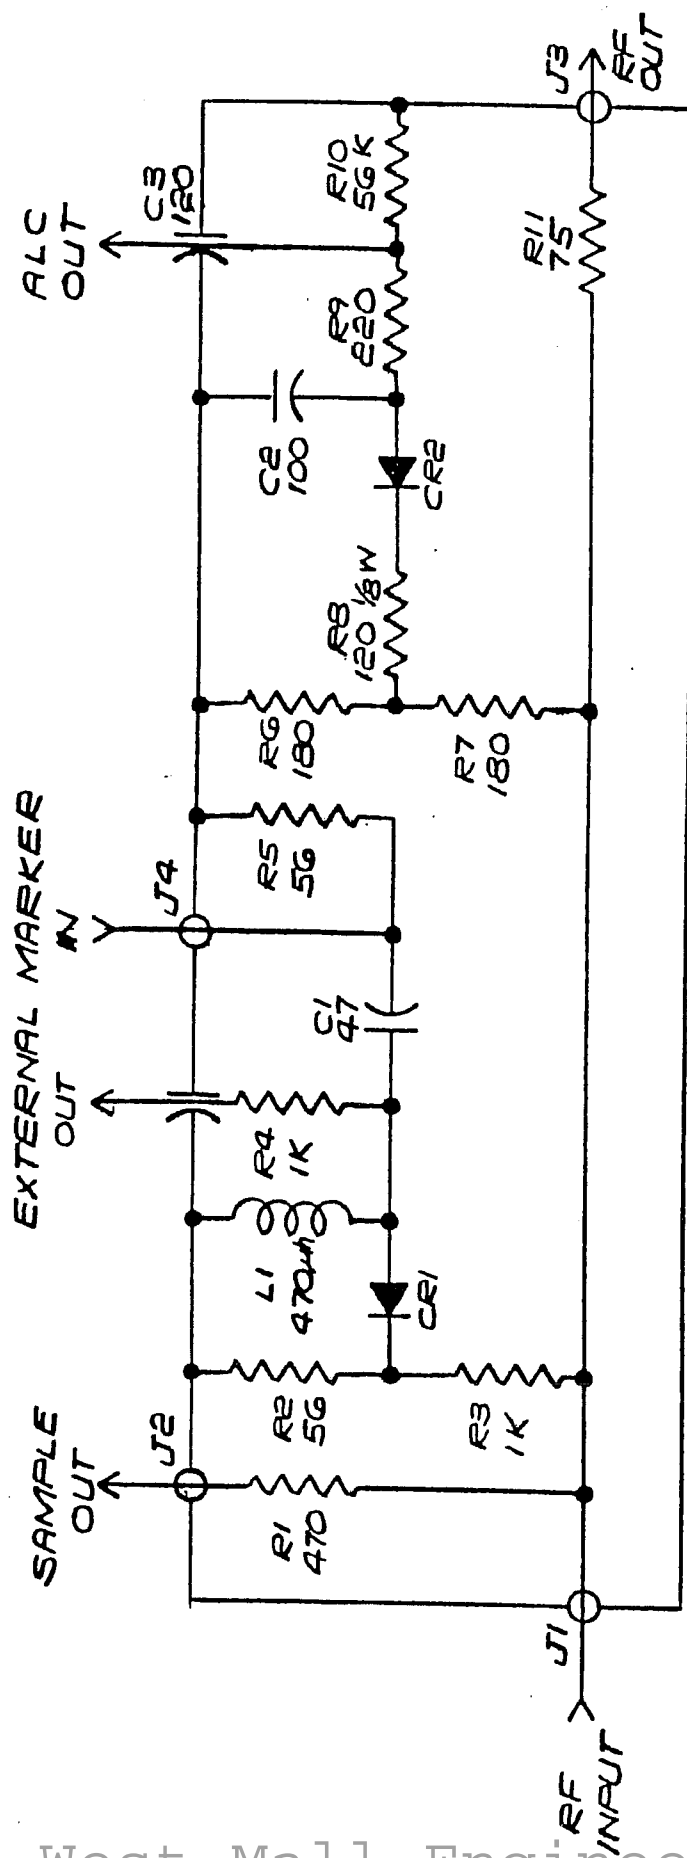 SAMPLE
OUT
EXTERNAL MARKER
OUT
IN
ALC
OUT
J2
J4
C3
120
R1
470
R2
56
L1
470µh
R4
1K
C1
47
R5
56
R6
180
C2
100
R8
120 1/8W
R9
220
R10
56K
CR1
CR2
R3
1K
R7
180
R11
75
J1
RF
INPUT
J3
RF
OUT
West Mall Enginee